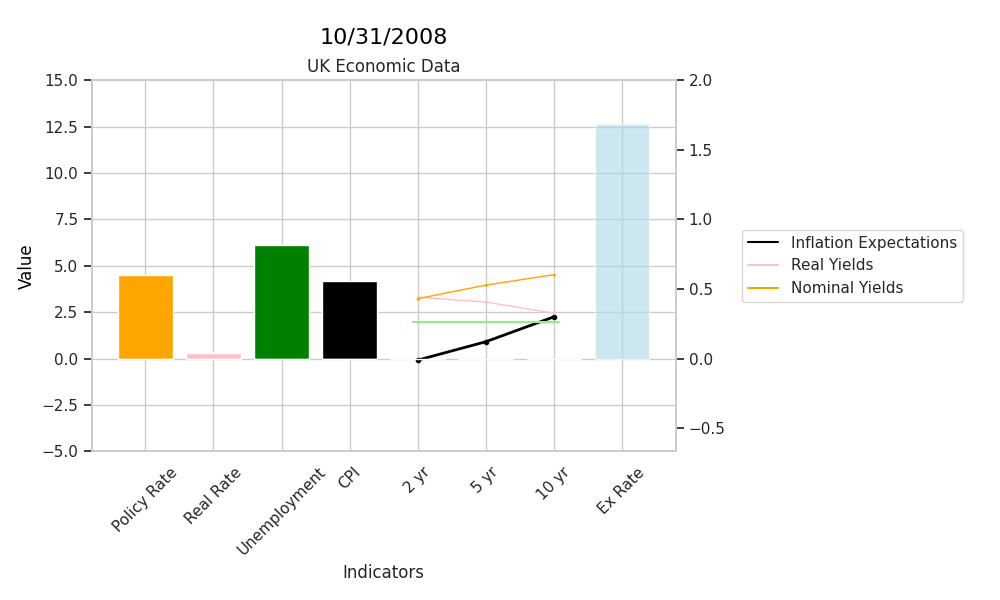 10/31/2008
UK Economic Data
15.0
12.5
10.0
7.5
5.0
2.5
0.0
−2.5
−5.0
Value
2.0
1.5
1.0
0.5
0.0
−0.5
Inflation Expectations
Real Yields
Nominal Yields
Policy Rate
Real Rate
Unemployment
CPI
2 yr
5 yr
10 yr
Ex Rate
Indicators